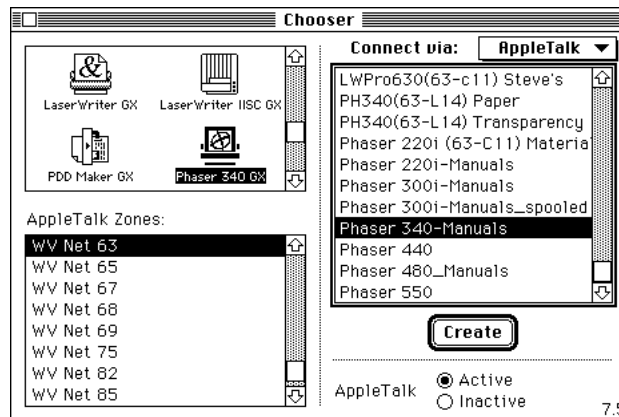 Chooser
LaserWriter GX
LaserWriter IISC GX
PDD Maker GX
Phaser 340 GX
AppleTalk Zones:
WV Net 63
WV Net 65
WV Net 67
WV Net 68
WV Net 69
WV Net 75
WV Net 82
WV Net 85
Connect via:
AppleTalk
LWPro630(63-c11) Steve's
PH340(63-L14) Paper
PH340(63-L14) Transparency
Phaser 220i (63-C11) Materia
Phaser 220i-Manuals
Phaser 300i-Manuals
Phaser 300i-Manuals_spooled
Phaser 340-Manuals
Phaser 440
Phaser 480_Manuals
Phaser 550
Create
AppleTalk
Active
Inactive
7.5